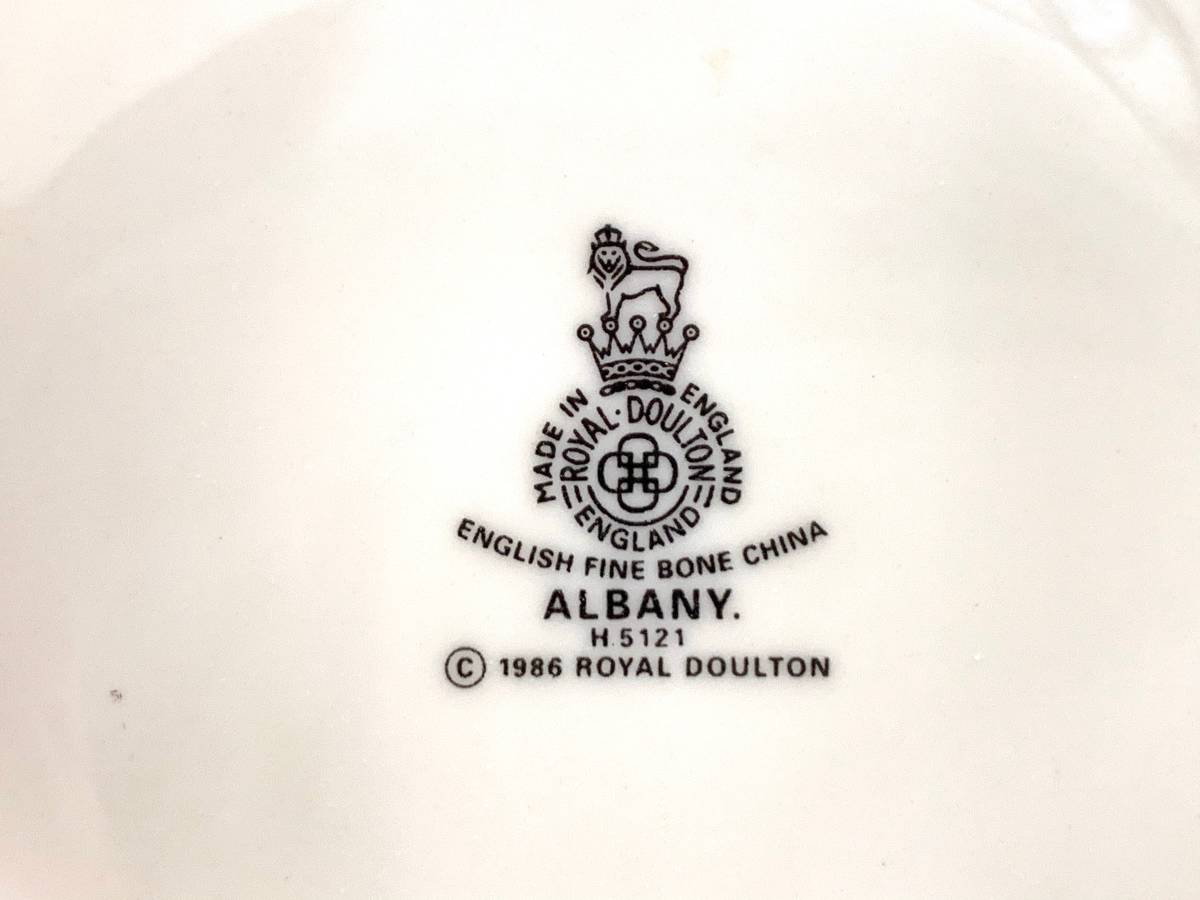 MADE IN ENGLAND
ROYAL·DOULTON
ENGLAND
ENGLISH FINE BONE CHINA
ALBANY.
H.5121
© 1986 ROYAL DOULTON